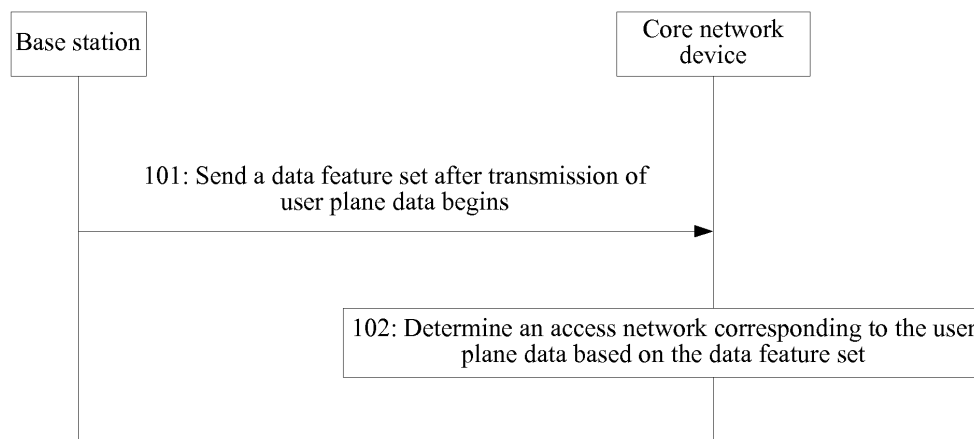 Base station
Core network
device
101: Send a data feature set after transmission of
user plane data begins
102: Determine an access network corresponding to the user
plane data based on the data feature set